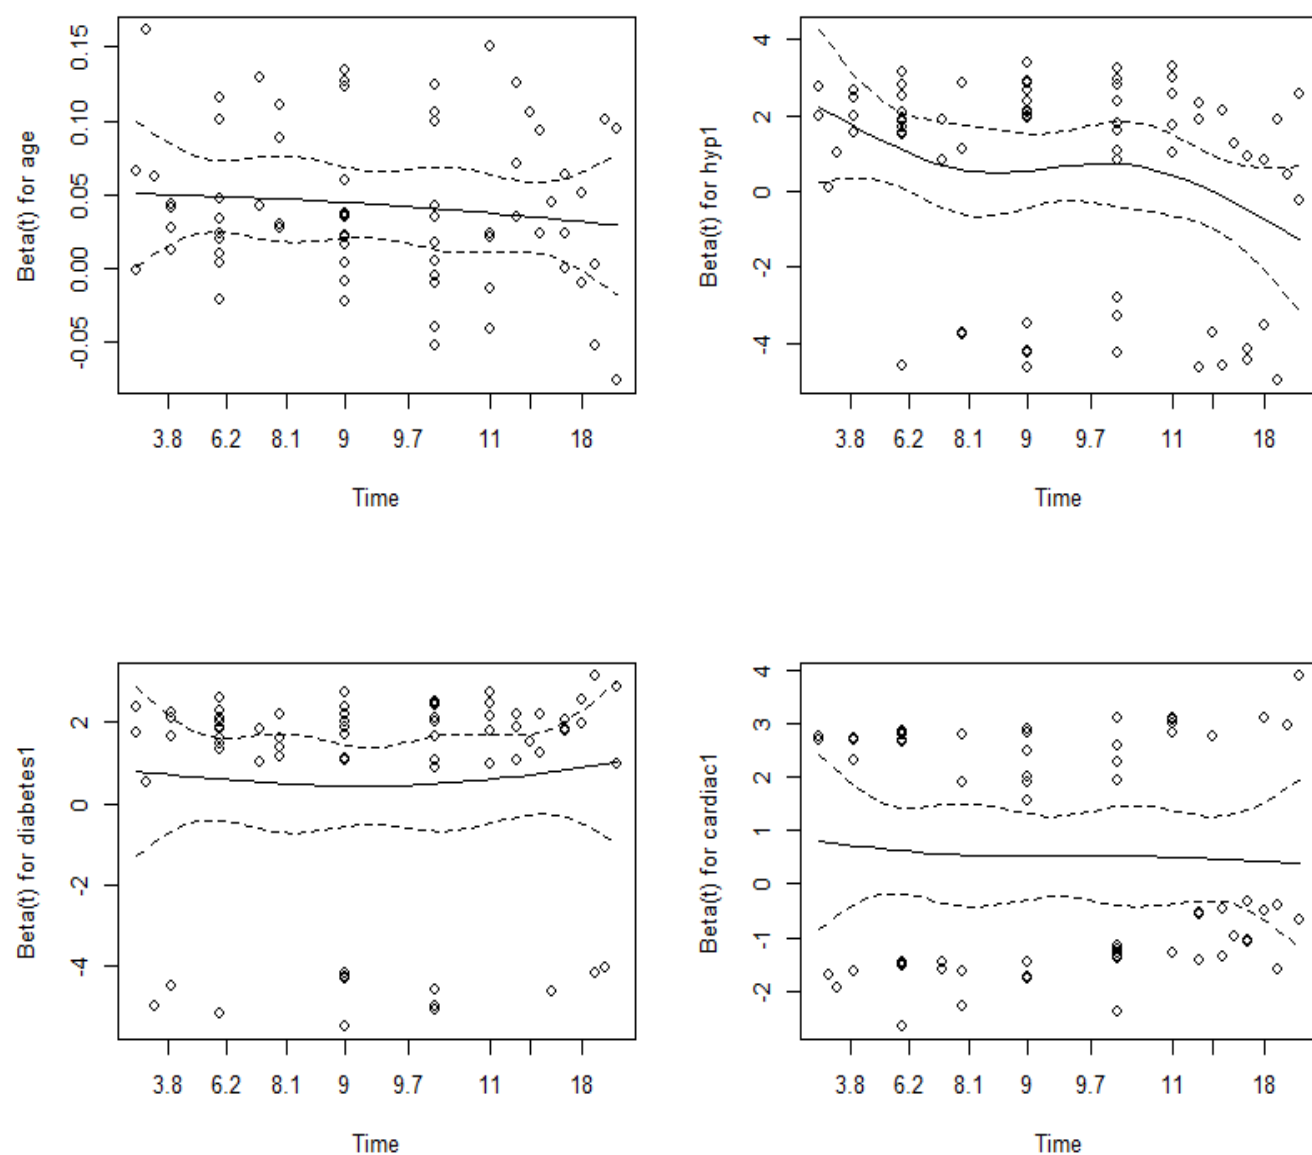 Beta(t) for age
0.15
0.10
0.05
0.00
-0.05
3.8 6.2 8.1 9 9.7 11 18
Time
Beta(t) for hyp1
4
2
0
-2
-4
3.8 6.2 8.1 9 9.7 11 18
Time
Beta(t) for diabetes1
2
0
-2
-4
3.8 6.2 8.1 9 9.7 11 18
Time
Beta(t) for cardiac1
4
3
2
1
0
-1
-2
3.8 6.2 8.1 9 9.7 11 18
Time